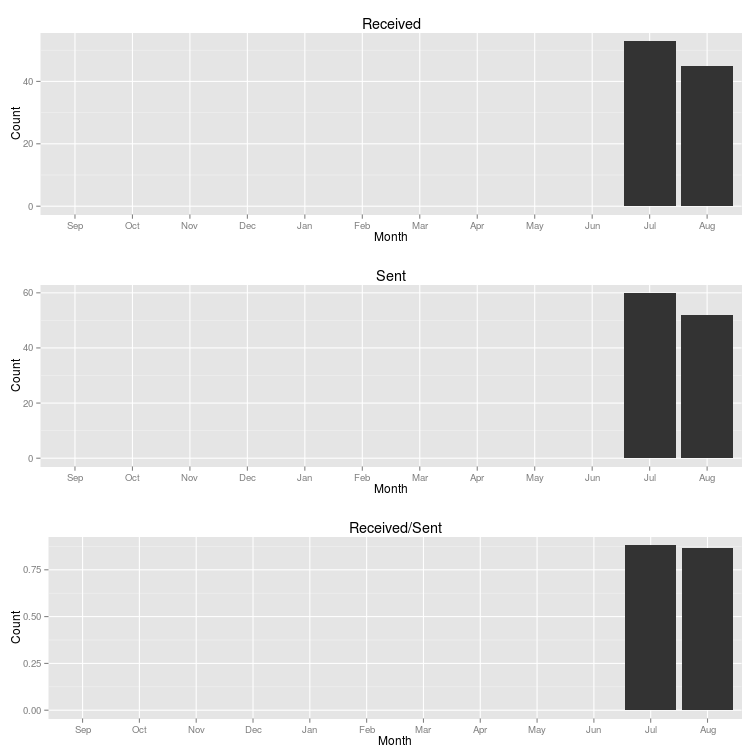 Received
Count
40
20
0
Sep Oct Nov Dec Jan Feb Mar Apr May Jun Jul Aug
Month
Sent
Count
60
40
20
0
Sep Oct Nov Dec Jan Feb Mar Apr May Jun Jul Aug
Month
Received/Sent
Count
0.75
0.50
0.25
0.00
Sep Oct Nov Dec Jan Feb Mar Apr May Jun Jul Aug
Month